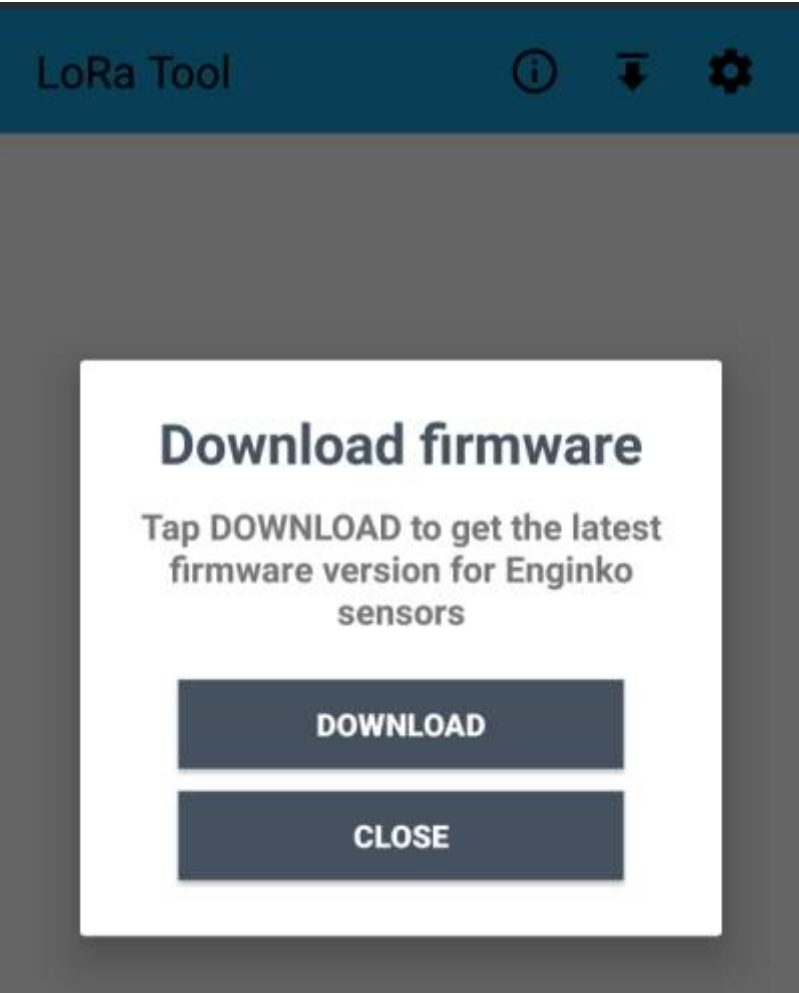 LoRa Tool
Download firmware
Tap DOWNLOAD to get the latest
firmware version for Enginko
sensors
DOWNLOAD
CLOSE